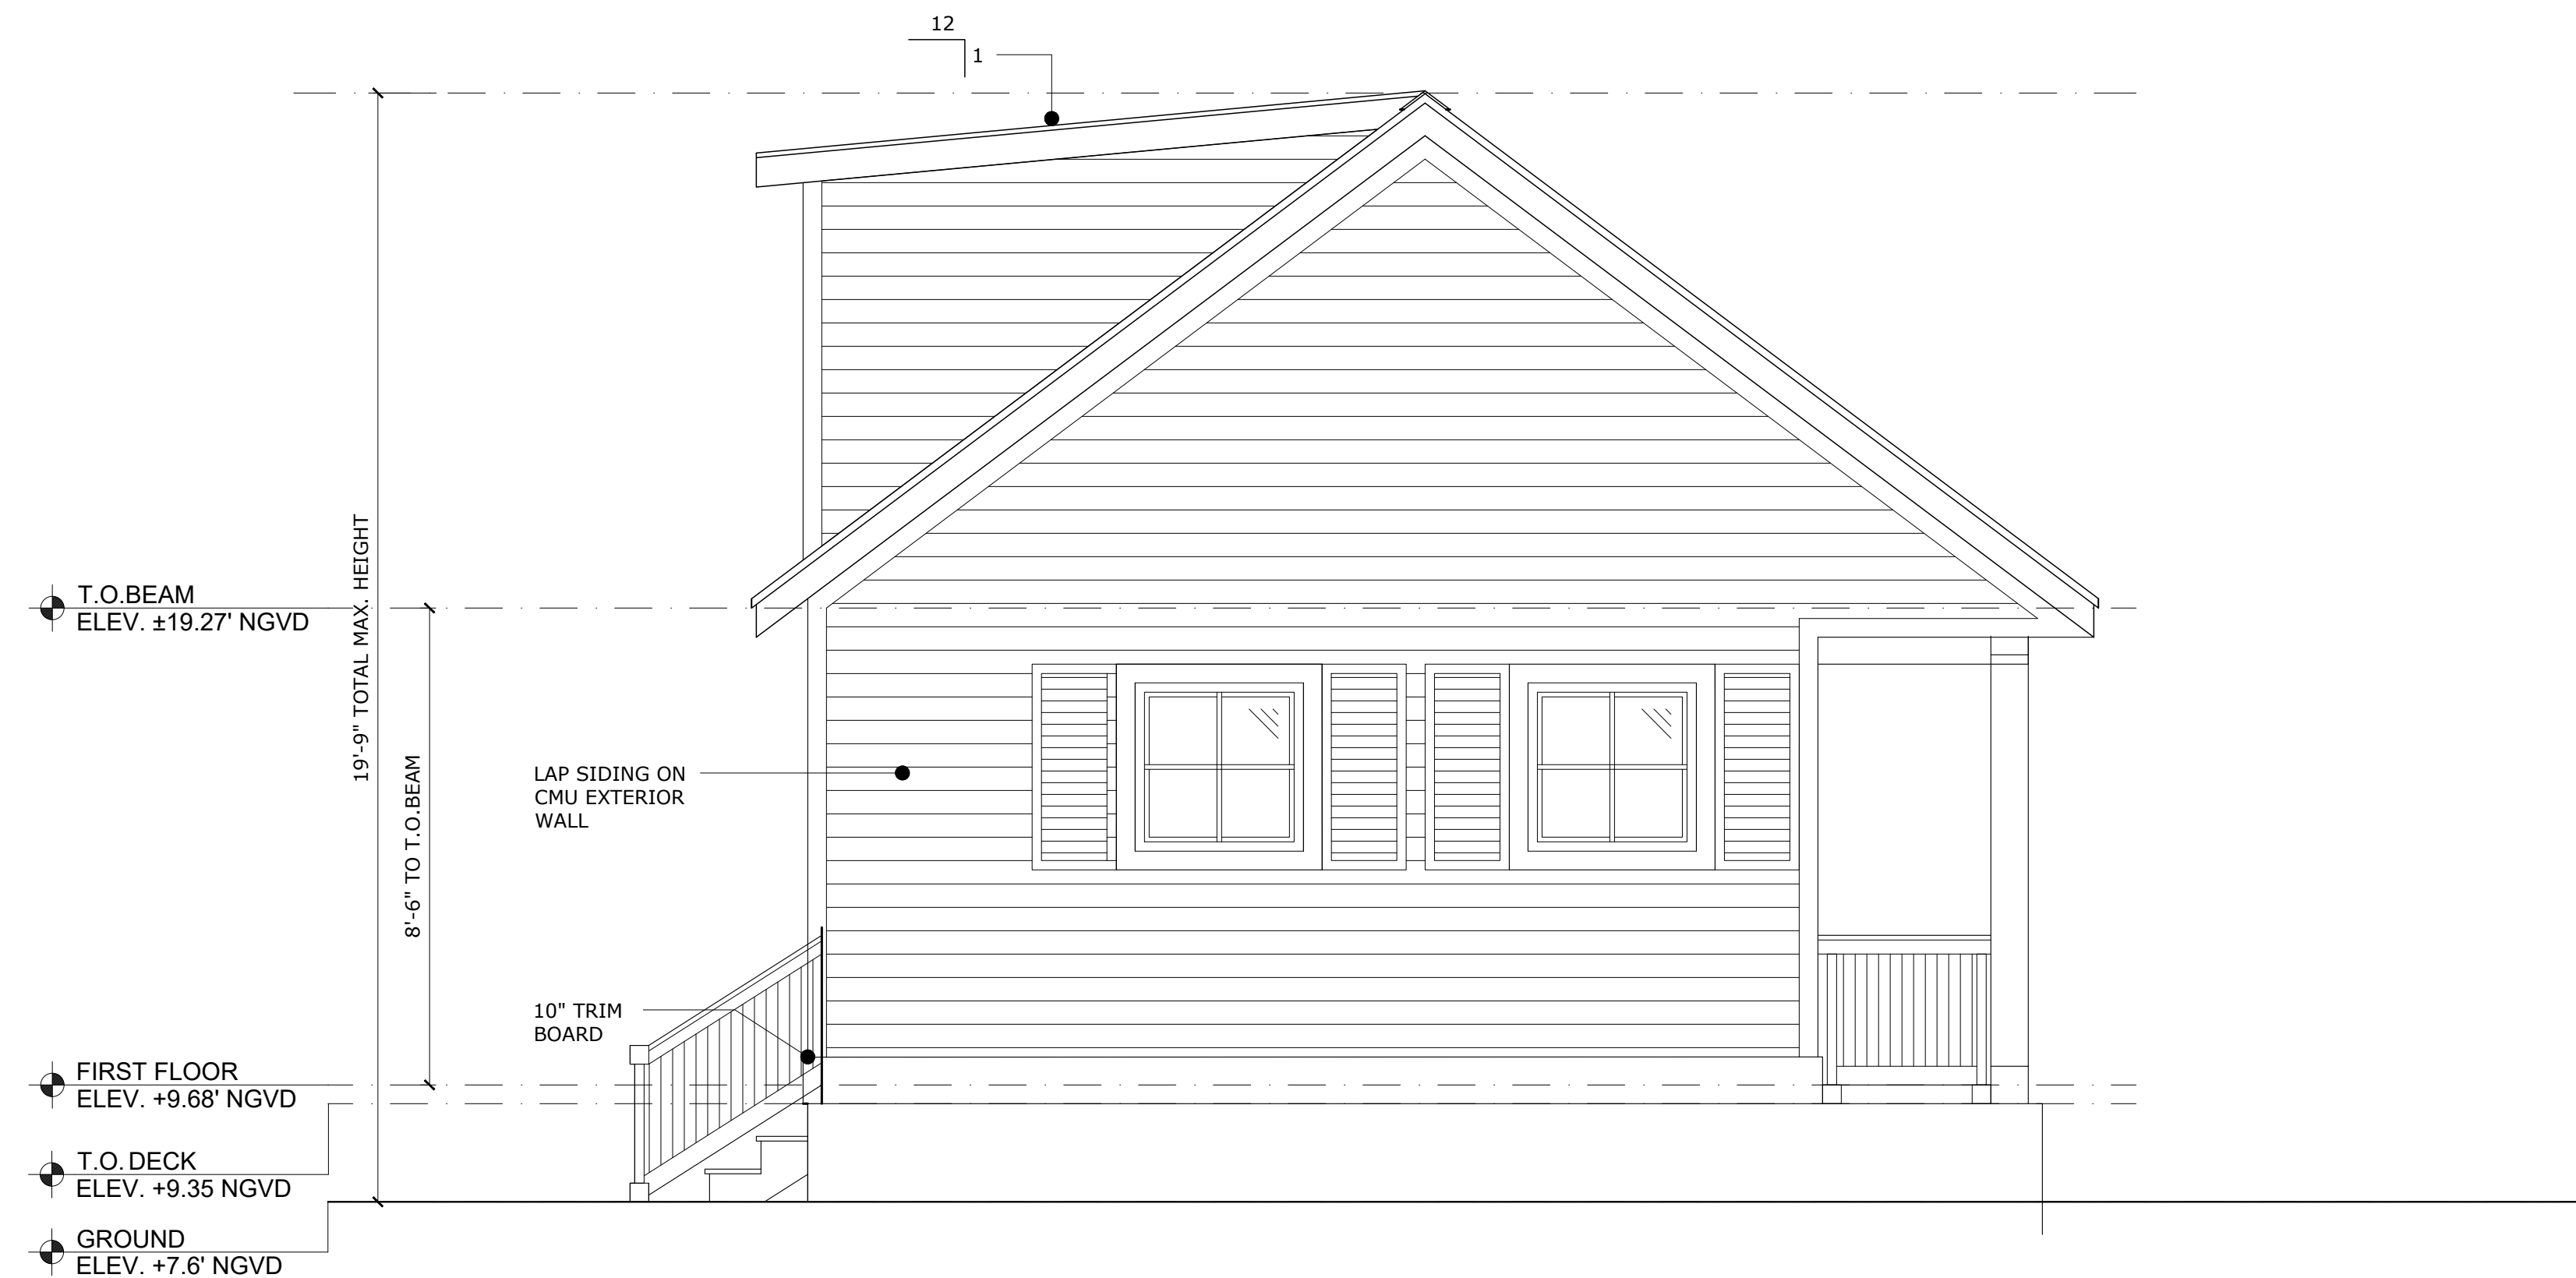 12
1
19'-9" TOTAL MAX. HEIGHT
T.O.BEAM
ELEV. ±19.27' NGVD
8'-6" TO T.O.BEAM
LAP SIDING ON
CMU EXTERIOR
WALL
10" TRIM
BOARD
FIRST FLOOR
ELEV. +9.68' NGVD
T.O. DECK
ELEV. +9.35 NGVD
GROUND
ELEV. +7.6' NGVD